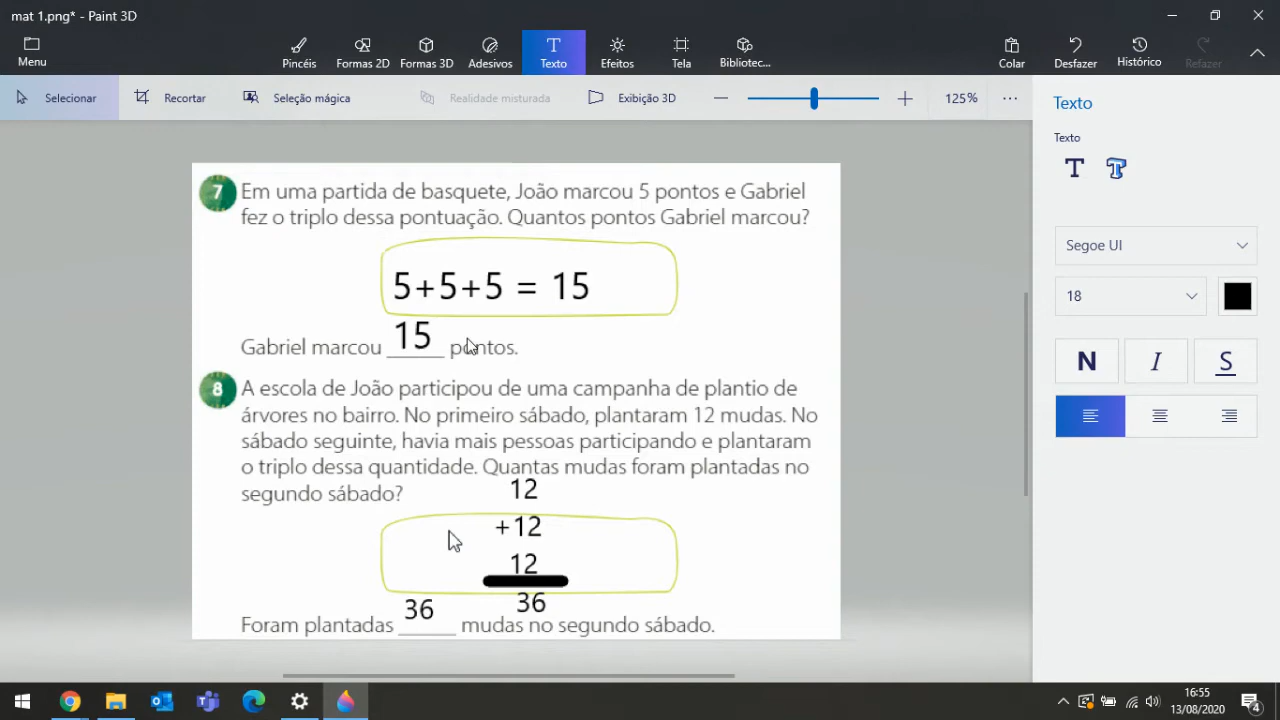 mat 1.png* - Paint 3D
Menu
Pincéis
Formas 2D
Formas 3D
Adesivos
Texto
Efeitos
Tela
Bibliotec...
Colar
Desfazer
Histórico
Refazer
Selecionar
Recortar
Seleção mágica
Realidade misturada
Exibição 3D
125%
Texto
Texto
T T
Segoe UI
18
N I S
7 Em uma partida de basquete, João marcou 5 pontos e Gabriel
fez o triplo dessa pontuação. Quantos pontos Gabriel marcou?
5+5+5 = 15
Gabriel marcou 15 pontos.
8 A escola de João participou de uma campanha de plantio de
árvores no bairro. No primeiro sábado, plantaram 12 mudas. No
sábado seguinte, havia mais pessoas participando e plantaram
o triplo dessa quantidade. Quantas mudas foram plantadas no
segundo sábado?
12
+12
12
36
Foram plantadas 36 mudas no segundo sábado.
16:55
13/08/2020
4